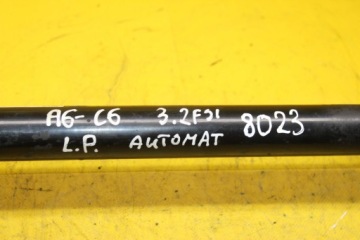 A6-C6 3.2FSI 8023
L.P. AUTOMAT